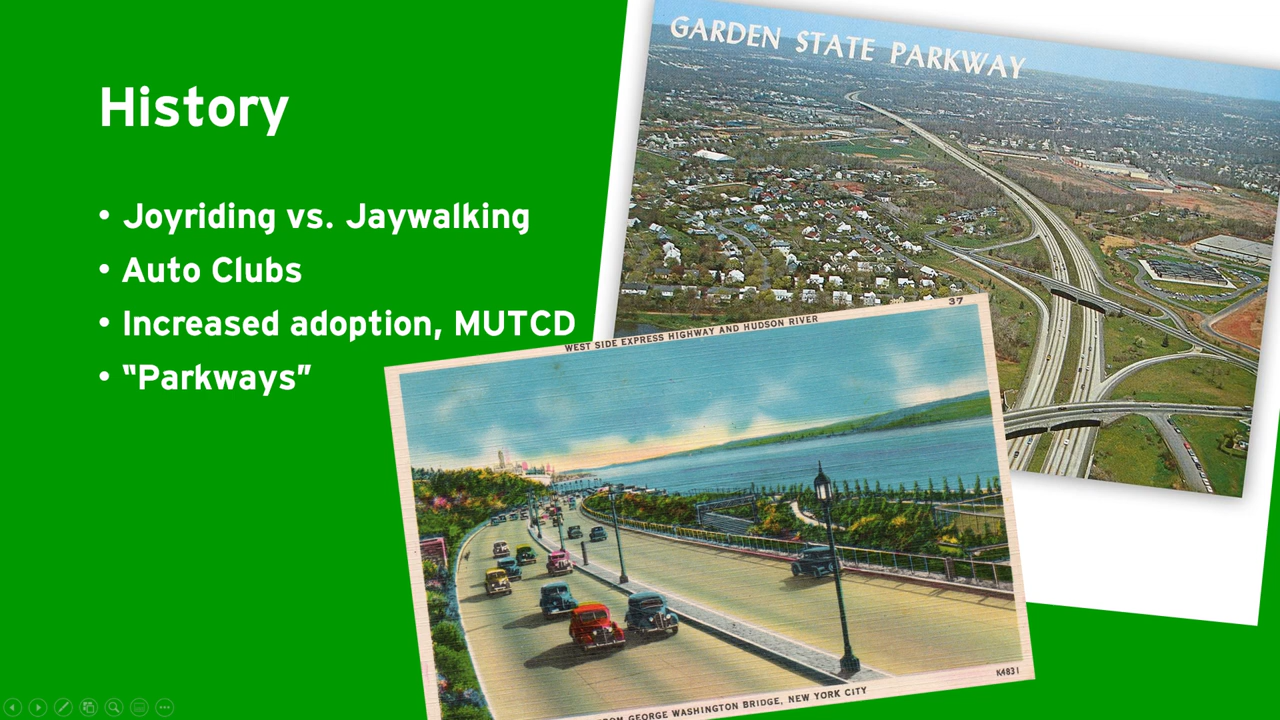 History
• Joyriding vs. Jaywalking
• Auto Clubs
• Increased adoption, MUTCD
• “Parkways”
GARDEN STATE PARKWAY
37
WEST SIDE EXPRESS HIGHWAY AND HUDSON RIVER
K4831
GEORGE WASHINGTON BRIDGE, NEW YORK CITY